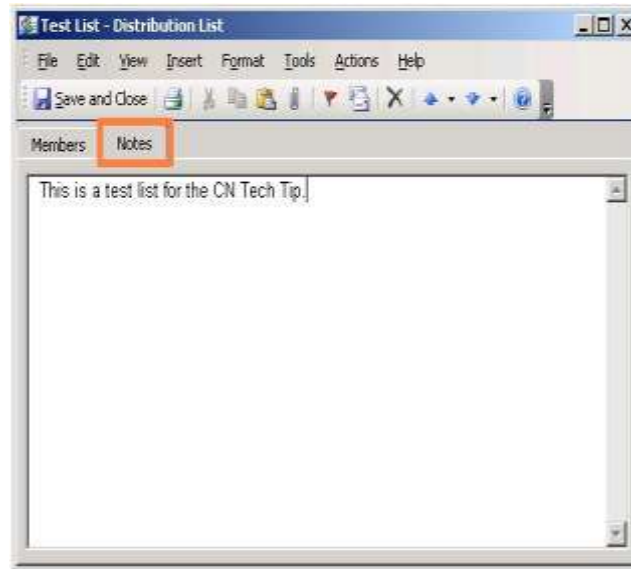 Test List - Distribution List
File Edit View Insert Format Tools Actions Help
Save and Close
Members Notes
This is a test list for the CN Tech Tip.